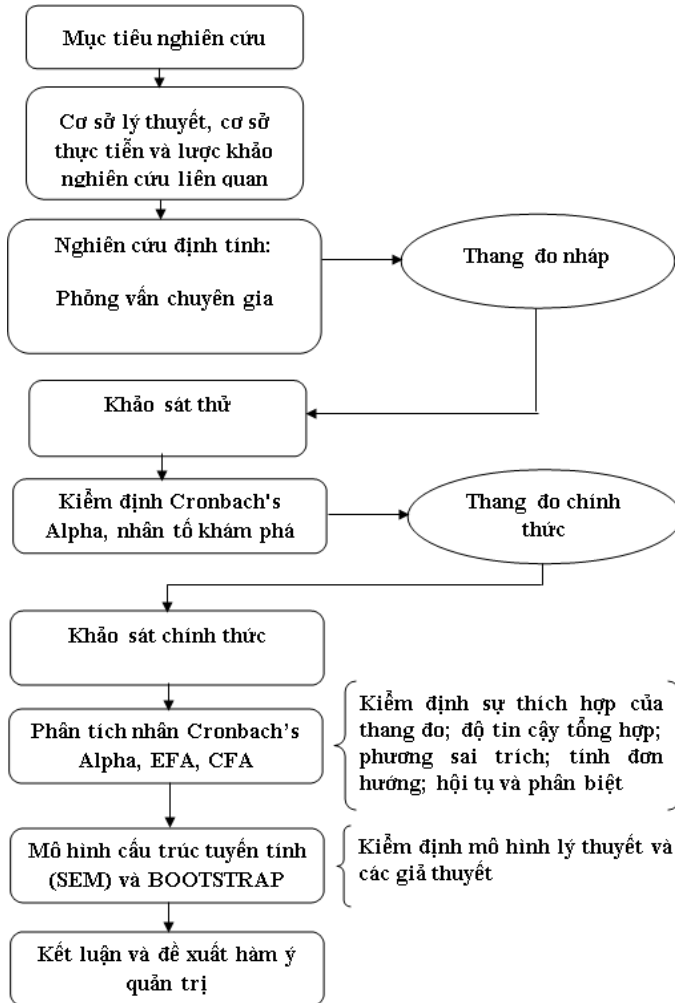 Mục tiêu nghiên cứu
Cơ sở lý thuyết, cơ sở
thực tiễn và lược khảo
nghiên cứu liên quan
Nghiên cứu định tính:
Phỏng vấn chuyên gia
Thang đo nháp
Khảo sát thử
Kiểm định Cronbach's
Alpha, nhân tố khám phá
Thang đo chính
thức
Khảo sát chính thức
Phân tích nhân Cronbach’s
Alpha, EFA, CFA
Kiểm định sự thích hợp của
thang đo; độ tin cậy tổng hợp;
phương sai trích; tính đơn
hướng; hội tụ và phân biệt
Mô hình cấu trúc tuyến tính
(SEM) và BOOTSTRAP
Kiểm định mô hình lý thuyết và
các giả thuyết
Kết luận và đề xuất hàm ý
quản trị